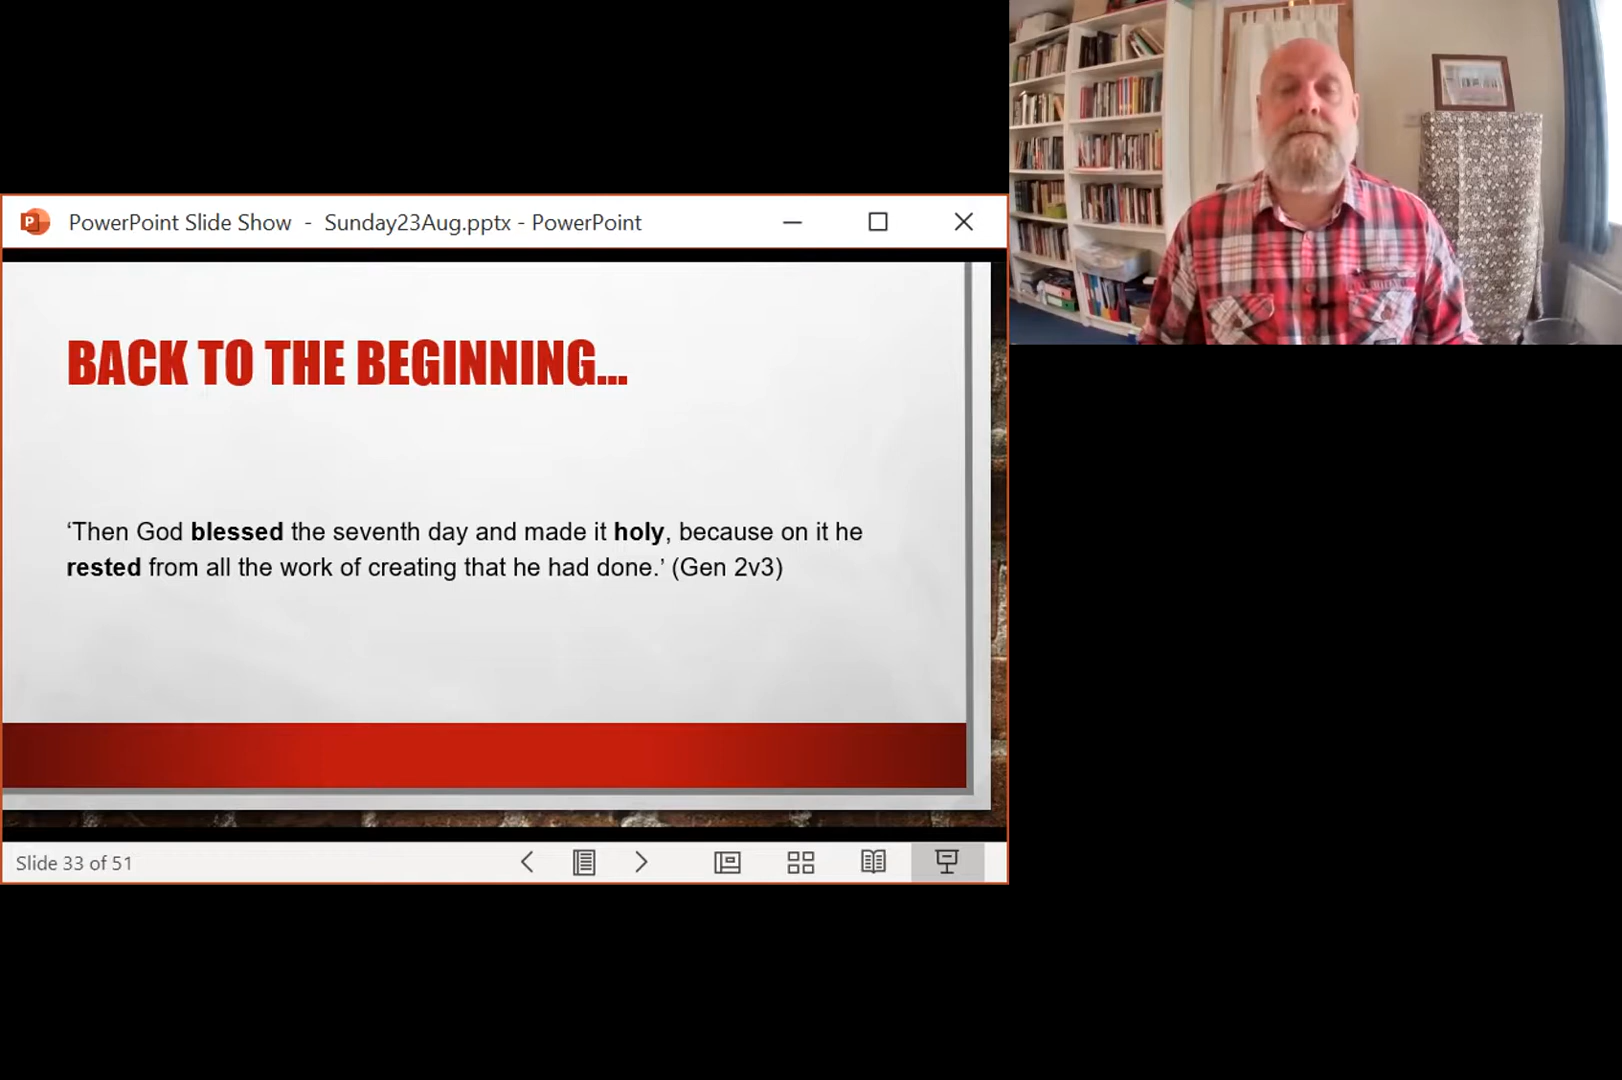 PowerPoint Slide Show - Sunday23Aug.pptx - PowerPoint
BACK TO THE BEGINNING...
‘Then God blessed the seventh day and made it holy, because on it he
rested from all the work of creating that he had done.’ (Gen 2v3)
Slide 33 of 51